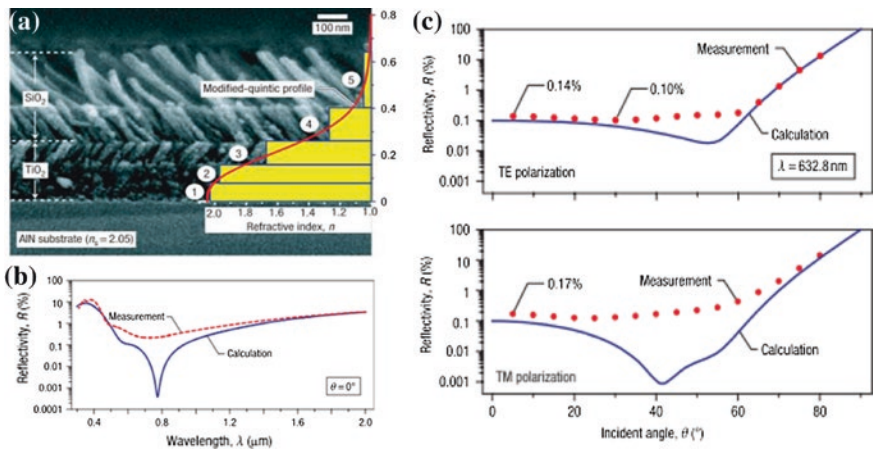 (a)
100 nm
0.8
0.6
0.4
0.2
0
5
Modified-quintic profile
4
3
2
1
SiO₂
TiO₂
2.0 1.8 1.6 1.4 1.2 1.0
Refractive index, n
AlN substrate (nₛ = 2.05)
(b)
Reflectivity, R (%)
100
10
1
0.1
0.01
0.001
0.0001
Measurement
Calculation
θ = 0°
0.4 0.8 1.2 1.6 2.0
Wavelength, λ (μm)
(c)
Reflectivity, R (%)
100
10
1
0.1
0.01
0.001
Measurement
0.14%
0.10%
Calculation
λ = 632.8 nm
TE polarization
Reflectivity, R (%)
100
10
1
0.1
0.01
0.001
Measurement
0.17%
Calculation
TM polarization
0 20 40 60 80
Incident angle, θ (°)